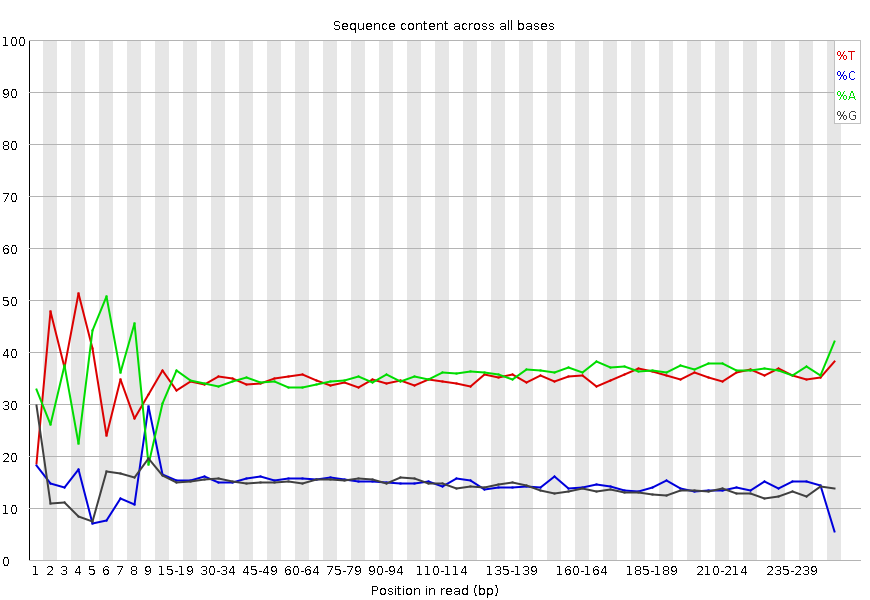 Sequence content across all bases
100
90
80
70
60
50
40
30
20
10
0
%T
%C
%A
%G
1 2 3 4 5 6 7 8 9 15-19 30-34 45-49 60-64 75-79 90-94 110-114 135-139 160-164 185-189 210-214 235-239
Position in read (bp)